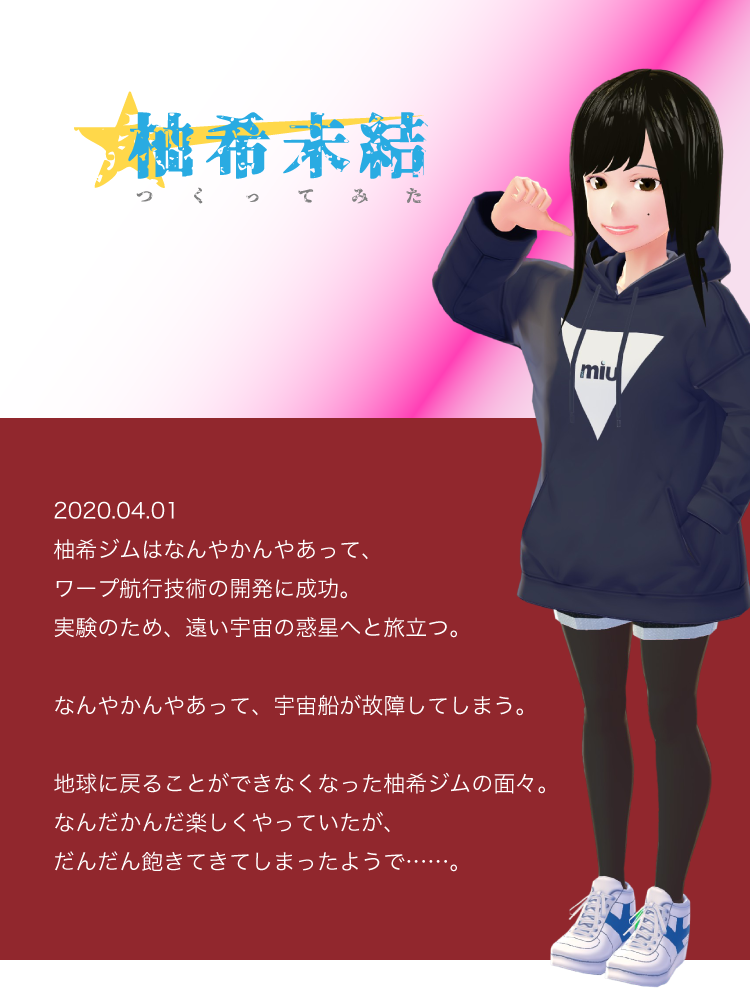 柚希未結
つくってみた
miu
2020.04.01
柚希ジムはなんやかんやあって、
ワープ航行技術の開発に成功。
実験のため、遠い宇宙の惑星へと旅立つ。
なんやかんやあって、宇宙船が故障してしまう。
地球に戻ることができなくなった柚希ジムの面々。
なんだかんだ楽しくやっていたが、
だんだん飽きてきてしまったようで……。